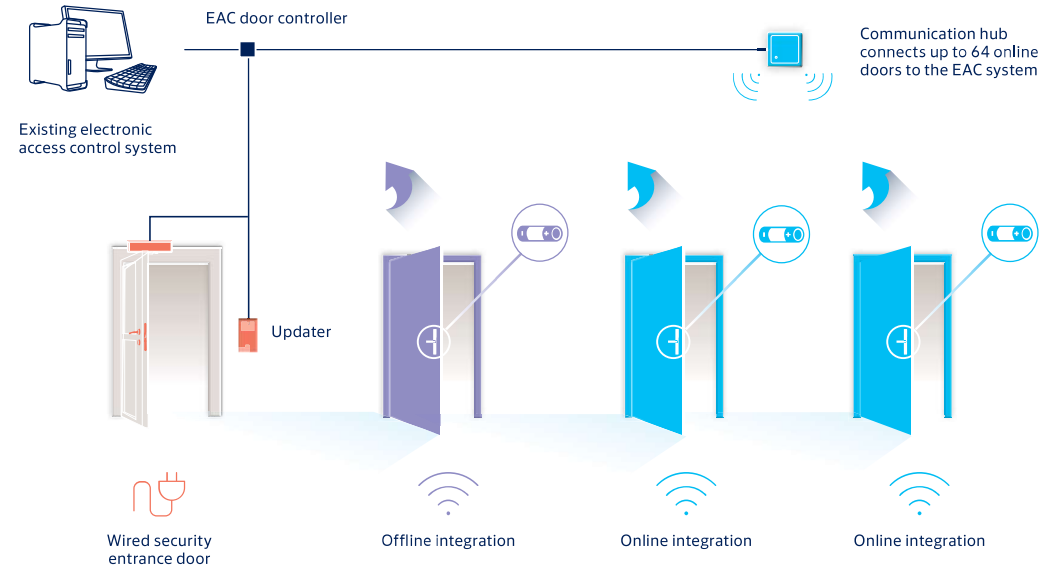 EAC door controller
Communication hub
connects up to 64 online
doors to the EAC system
Existing electronic
access control system
Updater
Wired security
entrance door
Offline integration
Online integration
Online integration